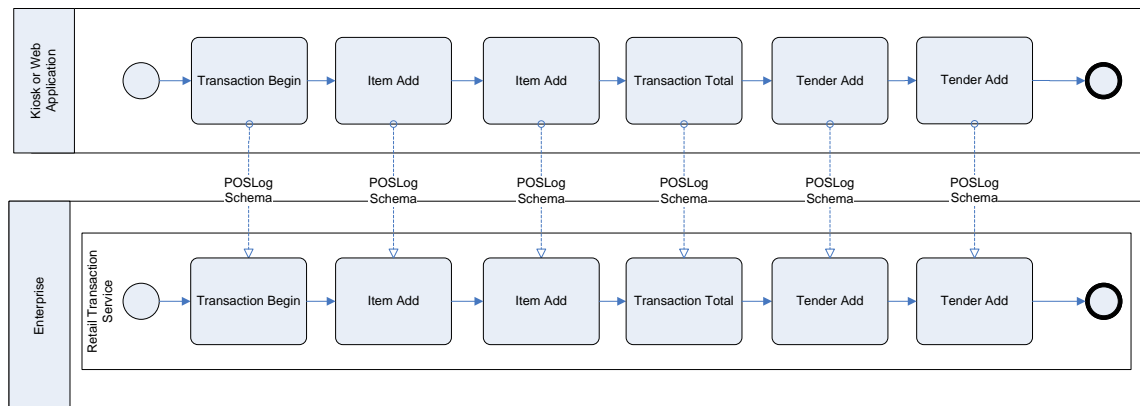 Kiosk or Web
Application
Transaction Begin
Item Add
Item Add
Transaction Total
Tender Add
Tender Add
POSLog
Schema
POSLog
Schema
POSLog
Schema
POSLog
Schema
POSLog
Schema
POSLog
Schema
Enterprise
Retail Transaction
Service
Transaction Begin
Item Add
Item Add
Transaction Total
Tender Add
Tender Add